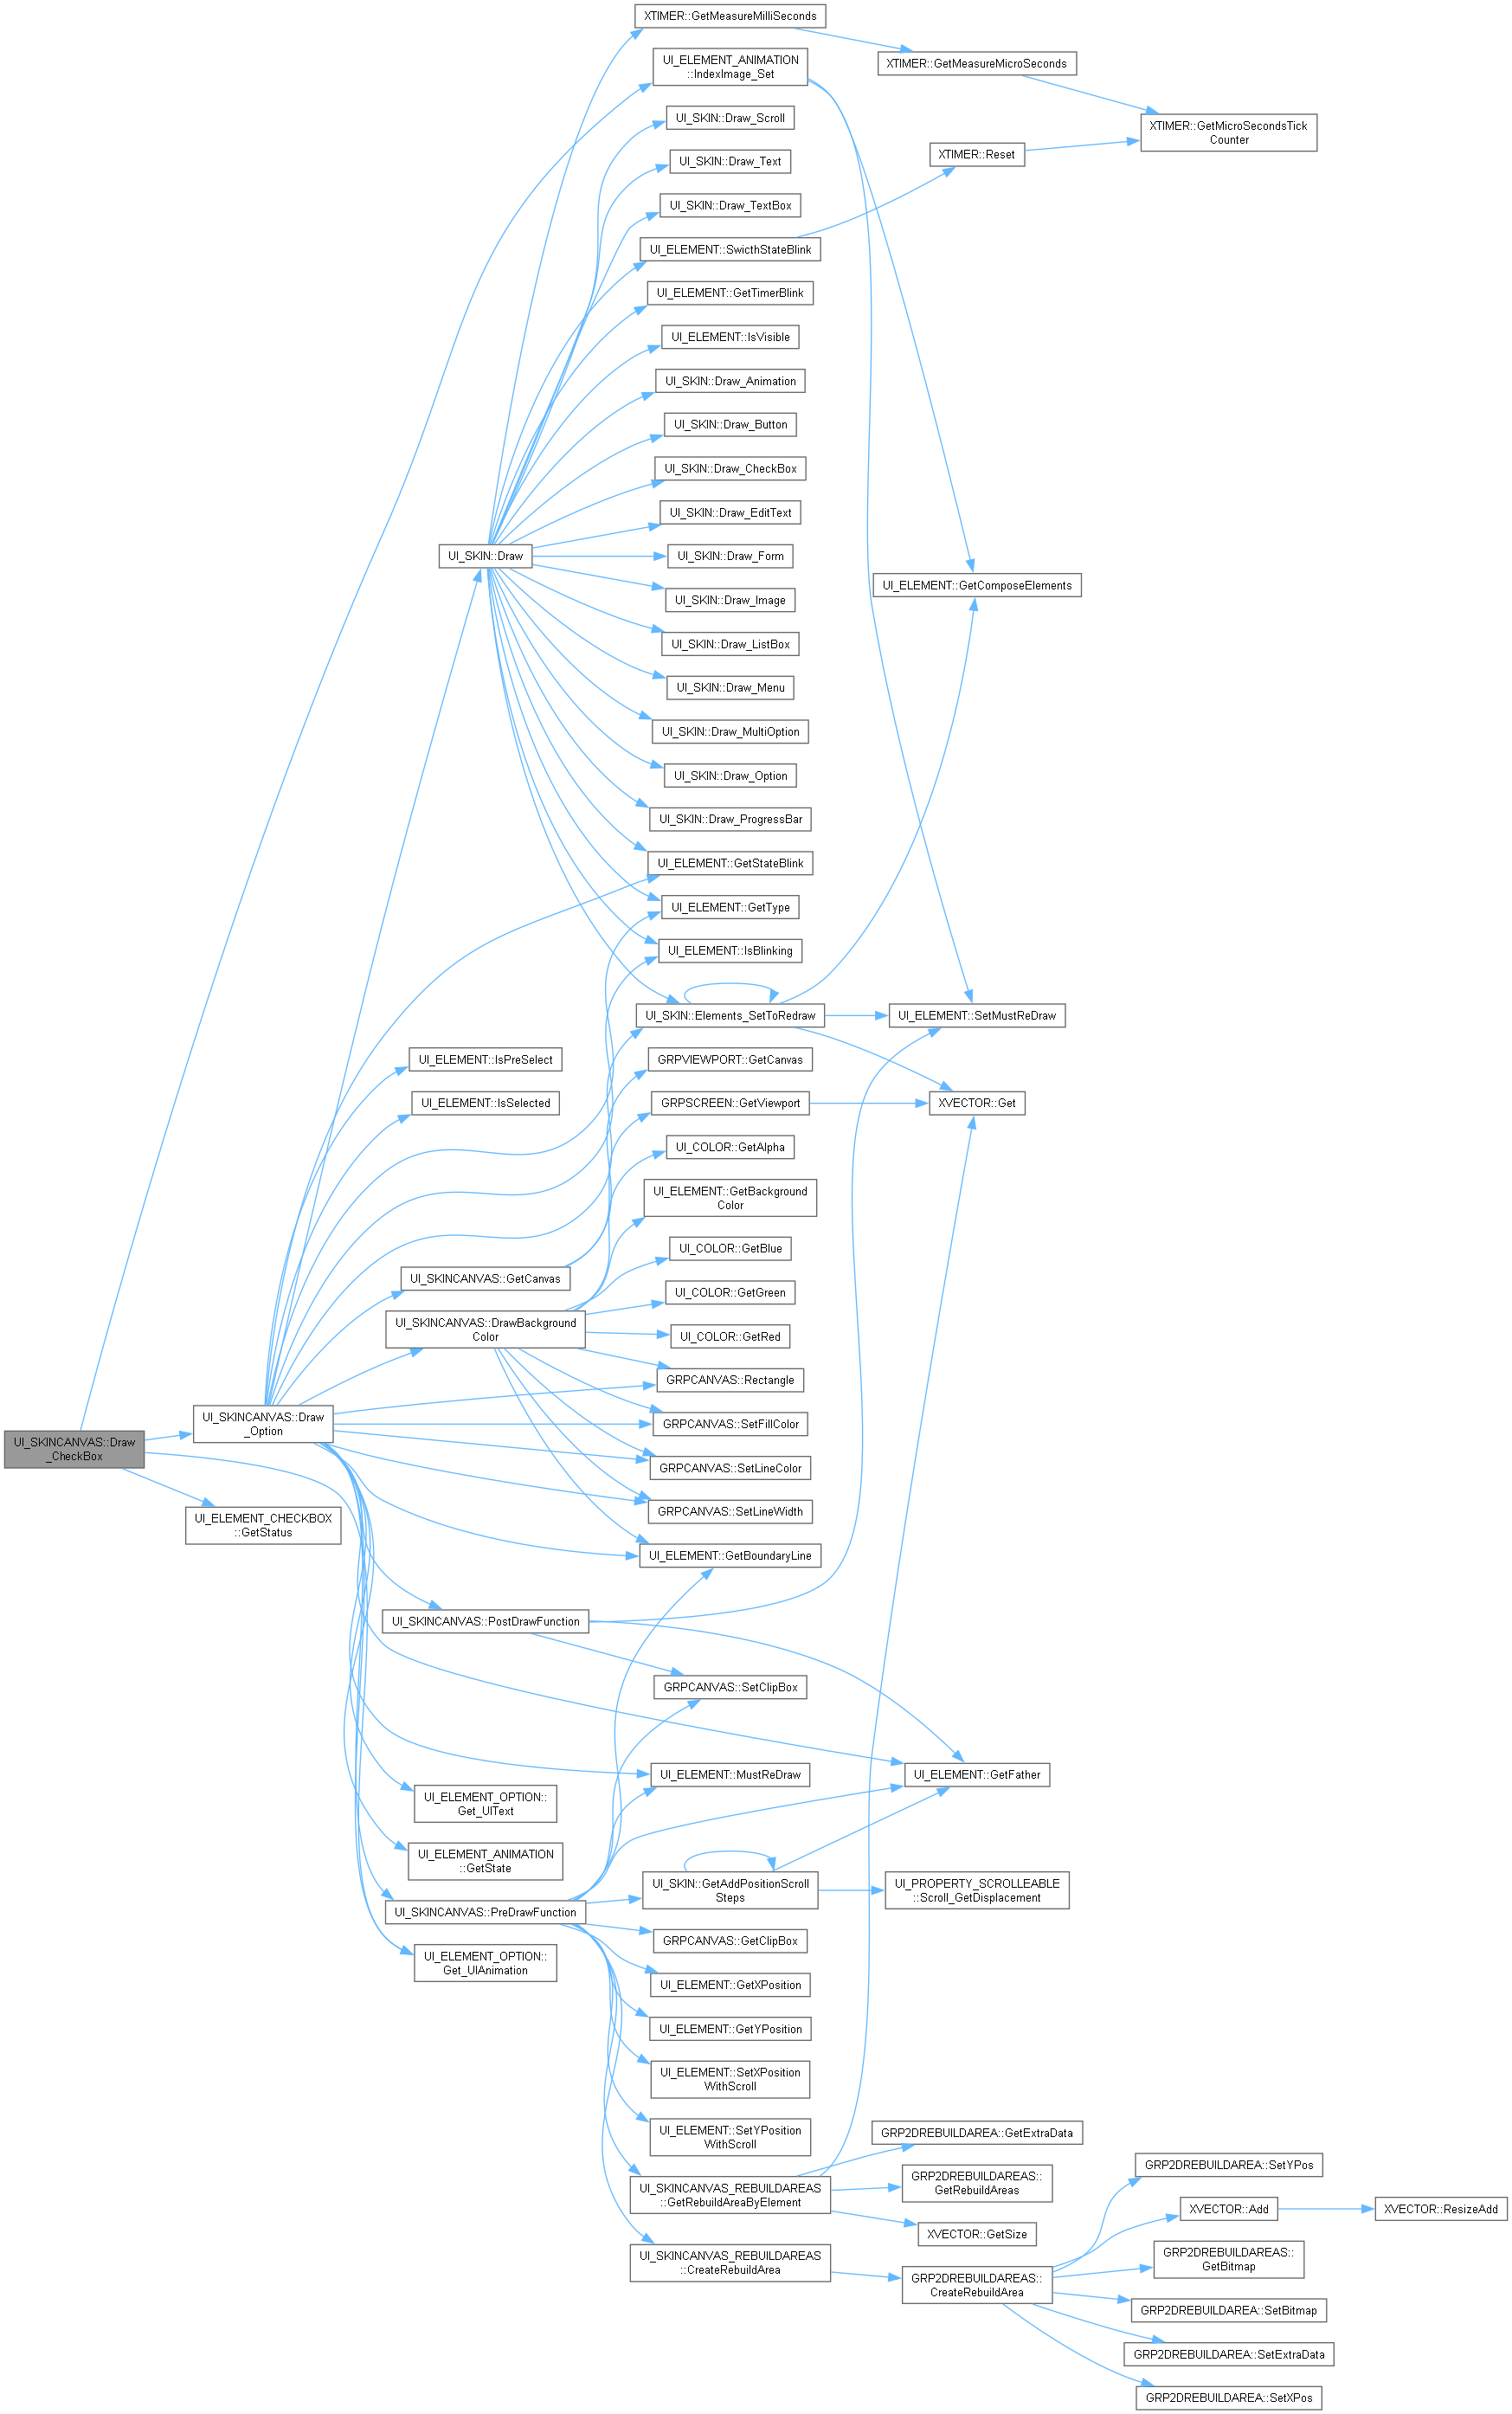 XTIMER::GetMeasureMilliSeconds
UI_ELEMENT_ANIMATION
::IndexImage_Set
XTIMER::GetMeasureMicroSeconds
UI_SKIN::Draw_Scroll
XTIMER::GetMicroSecondsTick
Counter
UI_SKIN::Draw_Text
XTIMER::Reset
UI_SKIN::Draw_TextBox
UI_ELEMENT::SwicthStateBlink
UI_ELEMENT::GetTimerBlink
UI_ELEMENT::IsVisible
UI_SKIN::Draw_Animation
UI_SKIN::Draw_Button
UI_SKIN::Draw_CheckBox
UI_SKIN::Draw_EditText
UI_SKIN::Draw
UI_SKIN::Draw_Form
UI_SKIN::Draw_Image
UI_ELEMENT::GetComposeElements
UI_SKIN::Draw_ListBox
UI_SKIN::Draw_Menu
UI_SKIN::Draw_MultiOption
UI_SKIN::Draw_Option
UI_SKIN::Draw_ProgressBar
UI_ELEMENT::GetStateBlink
UI_ELEMENT::GetType
UI_ELEMENT::IsBlinking
UI_SKIN::Elements_SetToRedraw
UI_ELEMENT::SetMustReDraw
UI_ELEMENT::IsPreSelect
GRPVIEWPORT::GetCanvas
UI_ELEMENT::IsSelected
GRPSCREEN::GetViewport
XVECTOR::Get
UI_COLOR::GetAlpha
UI_ELEMENT::GetBackground
Color
UI_COLOR::GetBlue
UI_SKINCANVAS::GetCanvas
UI_COLOR::GetGreen
UI_SKINCANVAS::DrawBackground
Color
UI_COLOR::GetRed
GRPCANVAS::Rectangle
UI_SKINCANVAS::Draw
_Option
GRPCANVAS::SetFillColor
UI_SKINCANVAS::Draw
_CheckBox
GRPCANVAS::SetLineColor
UI_ELEMENT_CHECKBOX
::GetStatus
GRPCANVAS::SetLineWidth
UI_ELEMENT::GetBoundaryLine
UI_SKINCANVAS::PostDrawFunction
GRPCANVAS::SetClipBox
UI_ELEMENT::MustReDraw
UI_ELEMENT::GetFather
UI_ELEMENT_OPTION::
Get_UIText
UI_ELEMENT_ANIMATION
::GetState
UI_SKIN::GetAddPositionScroll
Steps
UI_PROPERTY_SCROLLEABLE
::Scroll_GetDisplacement
UI_SKINCANVAS::PreDrawFunction
GRPCANVAS::GetClipBox
UI_ELEMENT_OPTION::
Get_UIAnimation
UI_ELEMENT::GetXPosition
UI_ELEMENT::GetYPosition
UI_ELEMENT::SetXPosition
WithScroll
UI_ELEMENT::SetYPosition
WithScroll
GRP2DREBUILDAREA::GetExtraData
UI_SKINCANVAS_REBUILDAREAS
::GetRebuildAreaByElement
GRP2DREBUILDAREAS::
GetRebuildAreas
GRP2DREBUILDAREA::SetYPos
XVECTOR::GetSize
XVECTOR::Add
XVECTOR::ResizeAdd
UI_SKINCANVAS_REBUILDAREAS
::CreateRebuildArea
GRP2DREBUILDAREAS::
CreateRebuildArea
GRP2DREBUILDAREAS::
GetBitmap
GRP2DREBUILDAREA::SetBitmap
GRP2DREBUILDAREA::SetExtraData
GRP2DREBUILDAREA::SetXPos